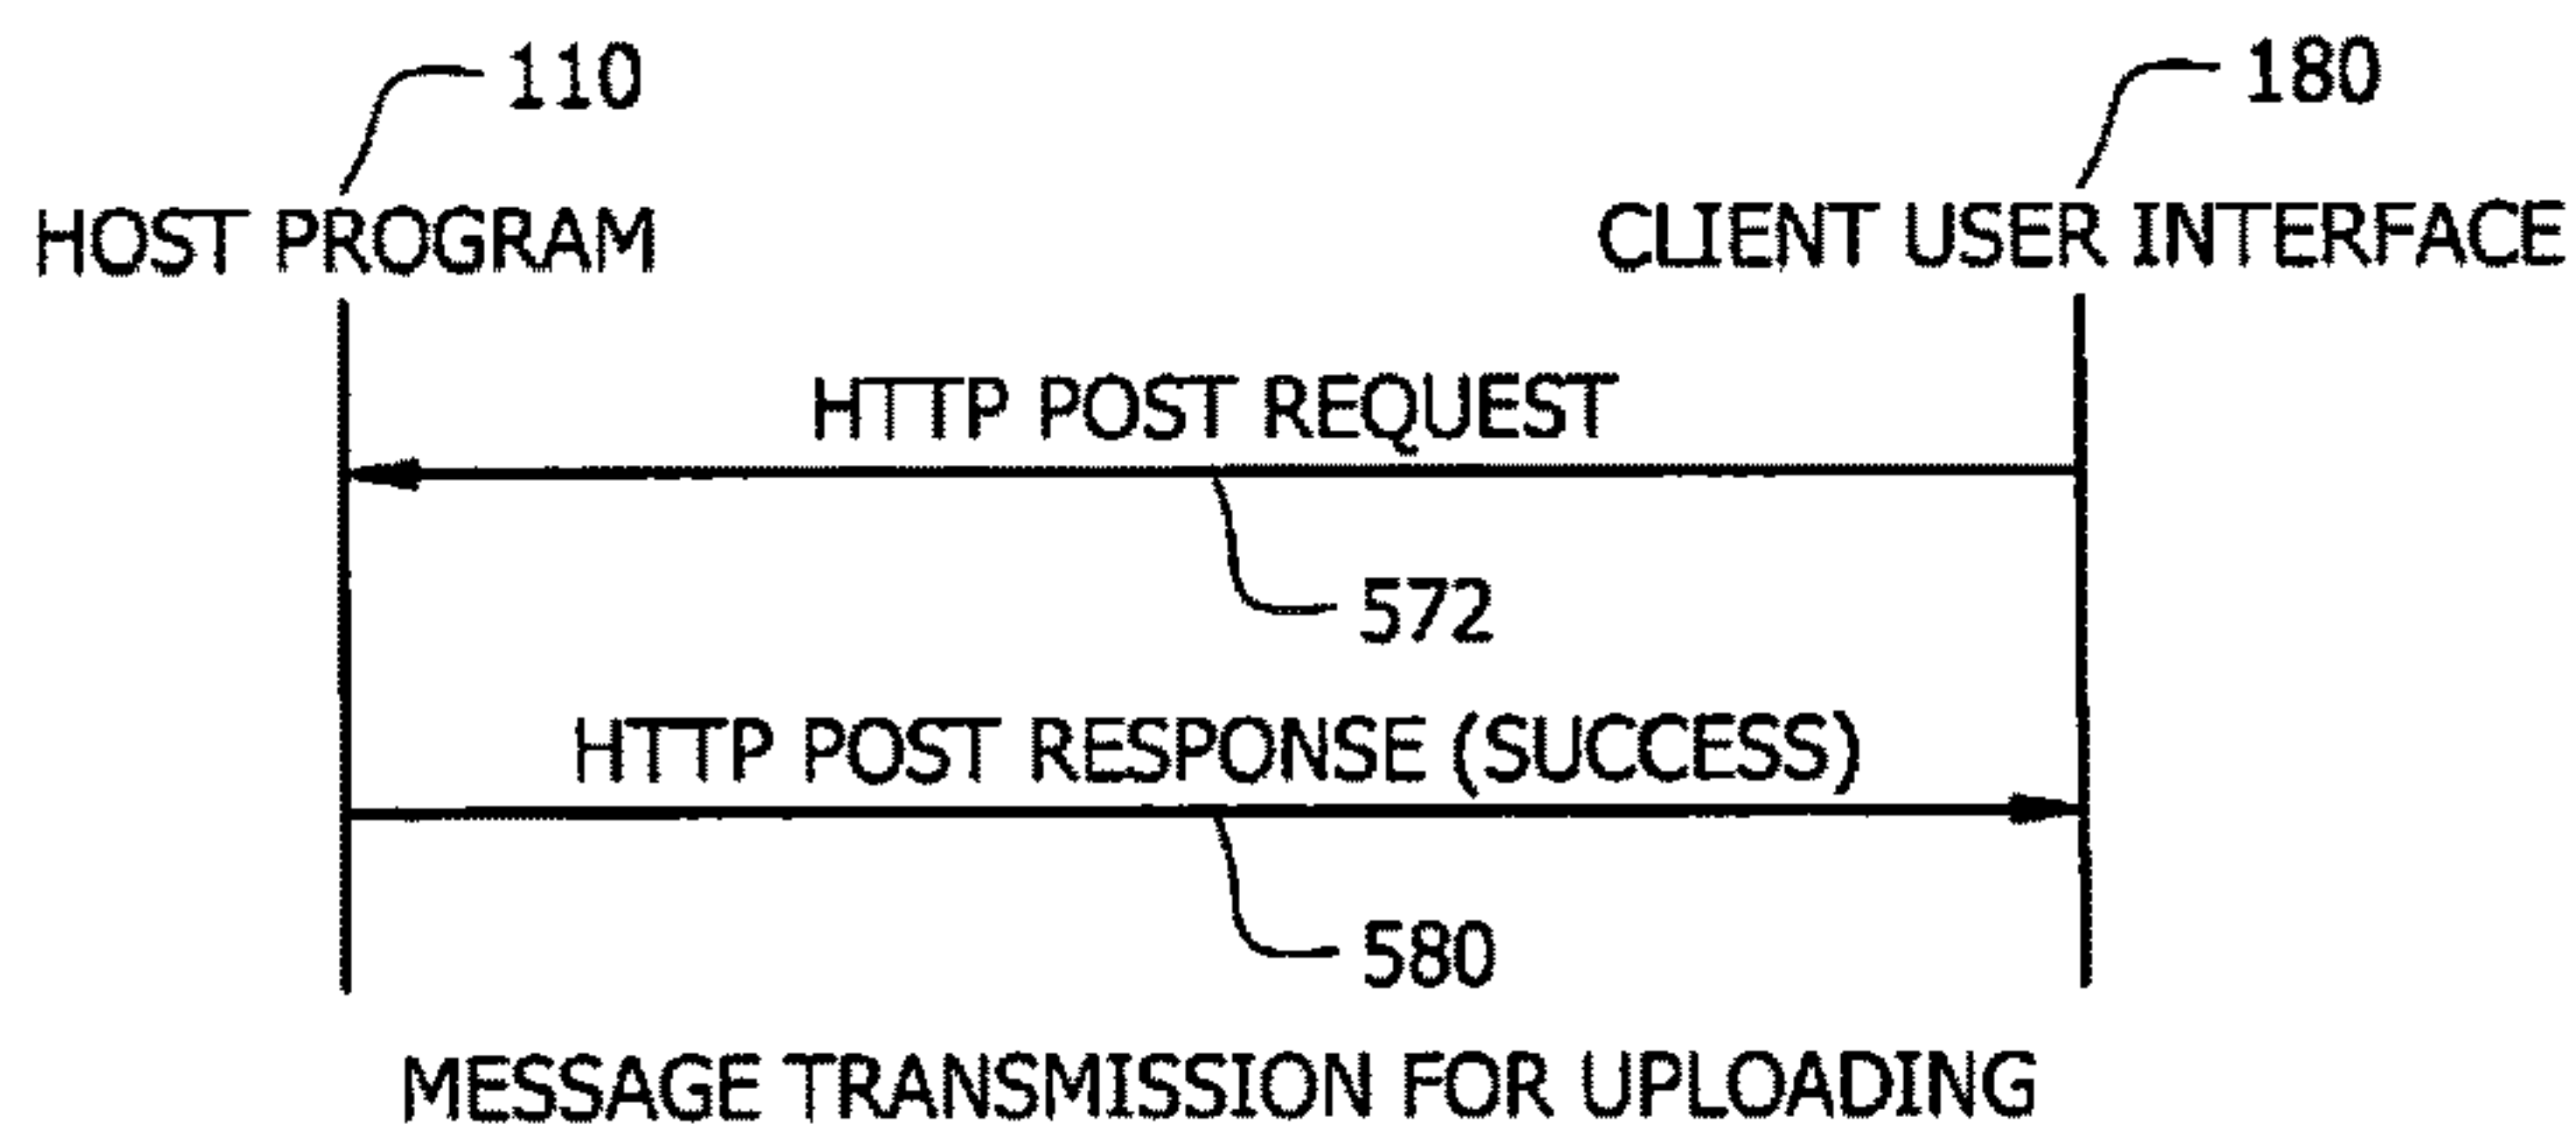 110
180
HOST PROGRAM
CLIENT USER INTERFACE
HTTP POST REQUEST
572
HTTP POST RESPONSE (SUCCESS)
580
MESSAGE TRANSMISSION FOR UPLOADING